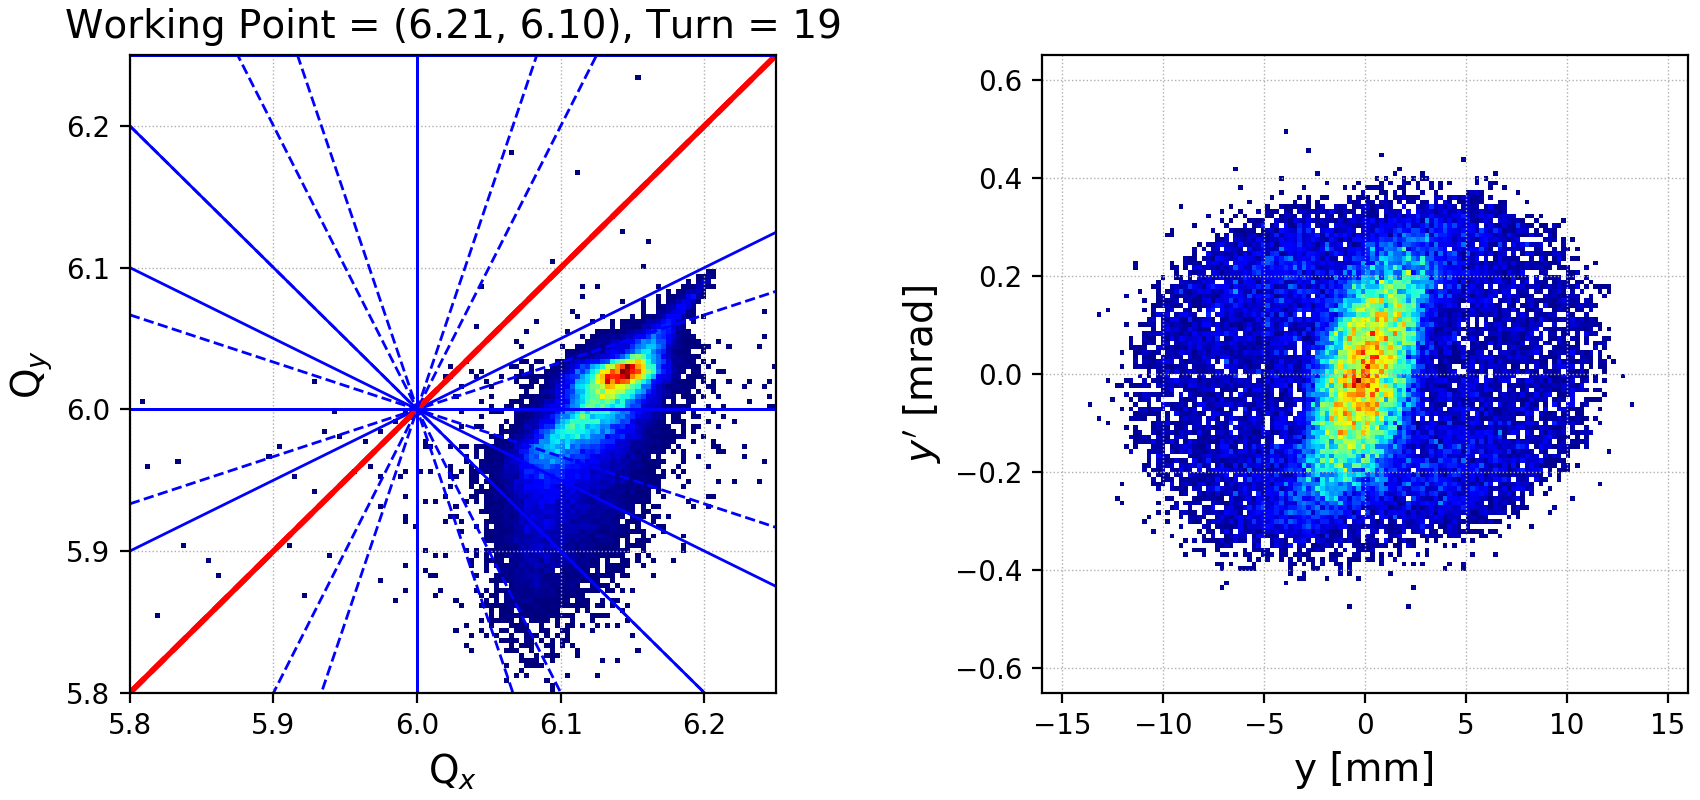 Working Point = (6.21, 6.10), Turn = 19
6.2
6.1
6.0
5.9
5.8
Q_y
5.8 5.9 6.0 6.1 6.2
Q_x
0.6
0.4
0.2
0.0
−0.2
−0.4
−0.6
y′ [mrad]
−15 −10 −5 0 5 10 15
y [mm]